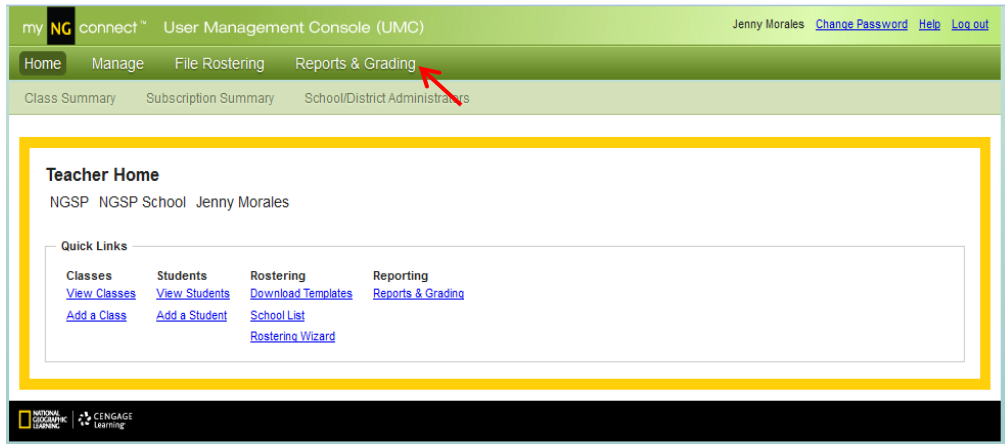 my NG connect™ User Management Console (UMC) Jenny Morales Change Password Help Log out
Home Manage File Rostering Reports & Grading
Class Summary Subscription Summary School/District Administrators
Teacher Home
NGSP NGSP School Jenny Morales
Quick Links
Classes Students Rostering Reporting
View Classes View Students Download Templates Reports & Grading
Add a Class Add a Student School List
Rostering Wizard
NATIONAL GEOGRAPHIC LEARNING CENGAGE Learning